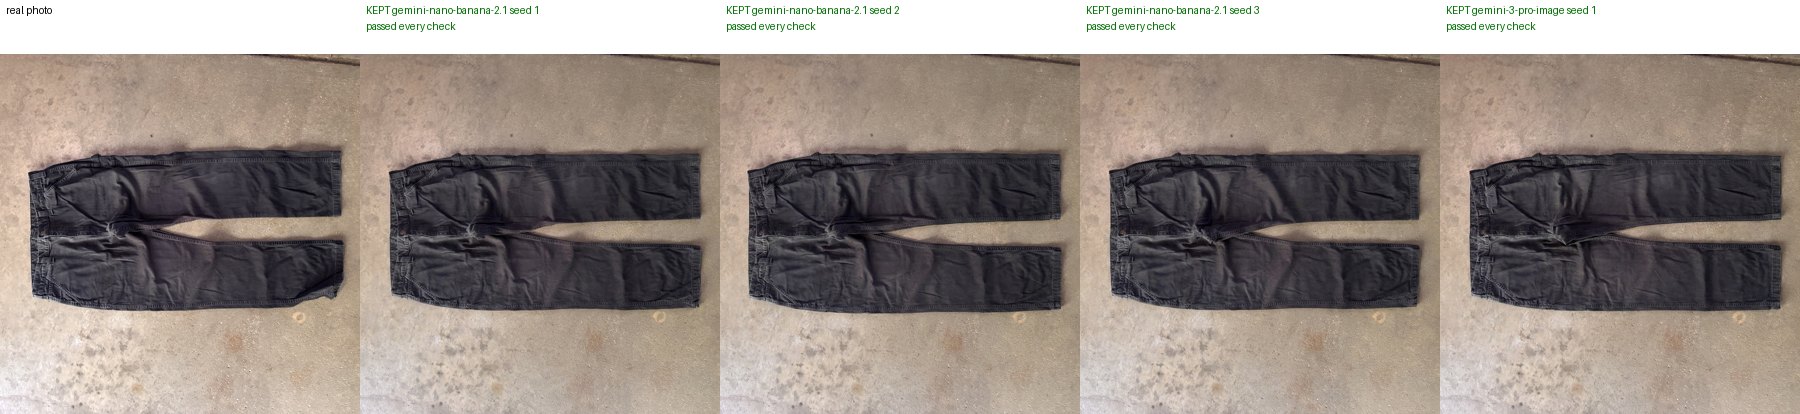 real photo
KEPT gemini-nano-banana-2.1 seed 1
passed every check
KEPT gemini-nano-banana-2.1 seed 2
passed every check
KEPT gemini-nano-banana-2.1 seed 3
passed every check
KEPT gemini-3-pro-image seed 1
passed every check